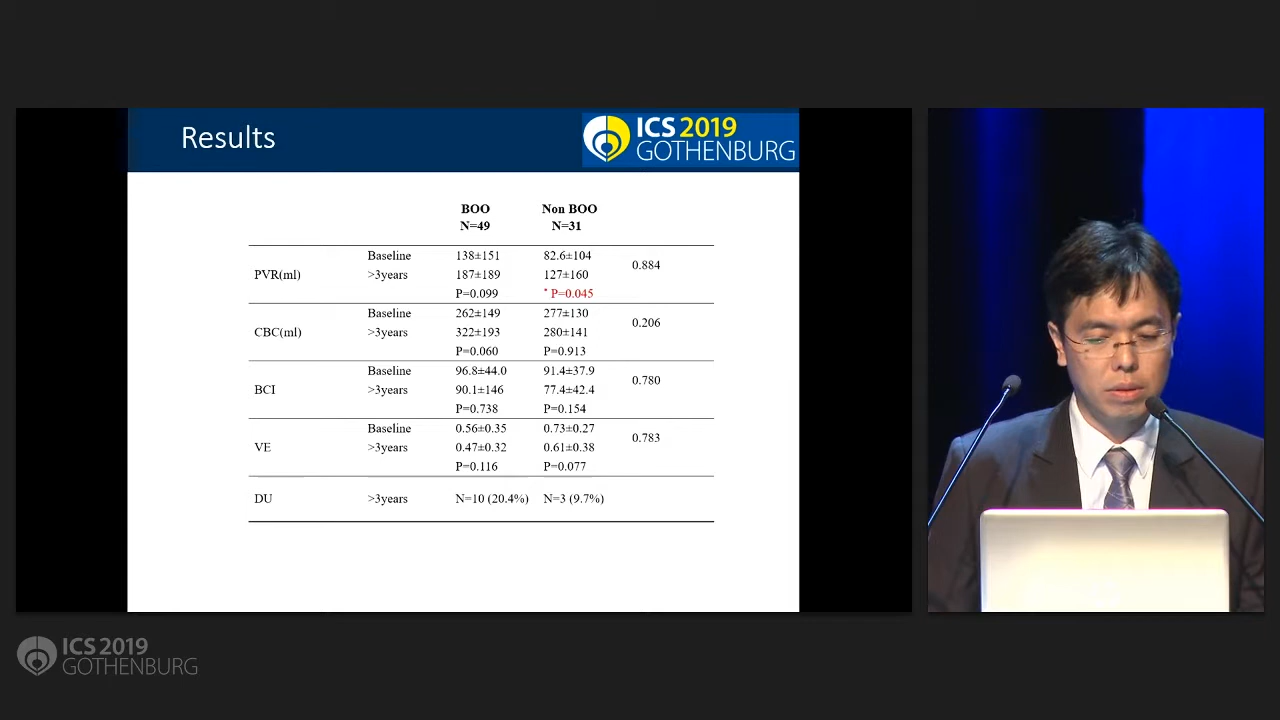 Results
ICS 2019
GOTHENBURG
BOO Non BOO
N=49 N=31
PVR(ml) Baseline 138±151 82.6±104 0.884
>3years 187±189 127±160
P=0.099 * P=0.045
CBC(ml) Baseline 262±149 277±130 0.206
>3years 322±193 280±141
P=0.060 P=0.913
BCI Baseline 96.8±44.0 91.4±37.9 0.780
>3years 90.1±146 77.4±42.4
P=0.738 P=0.154
VE Baseline 0.56±0.35 0.73±0.27 0.783
>3years 0.47±0.32 0.61±0.38
P=0.116 P=0.077
DU >3years N=10 (20.4%) N=3 (9.7%)
ICS 2019
GOTHENBURG